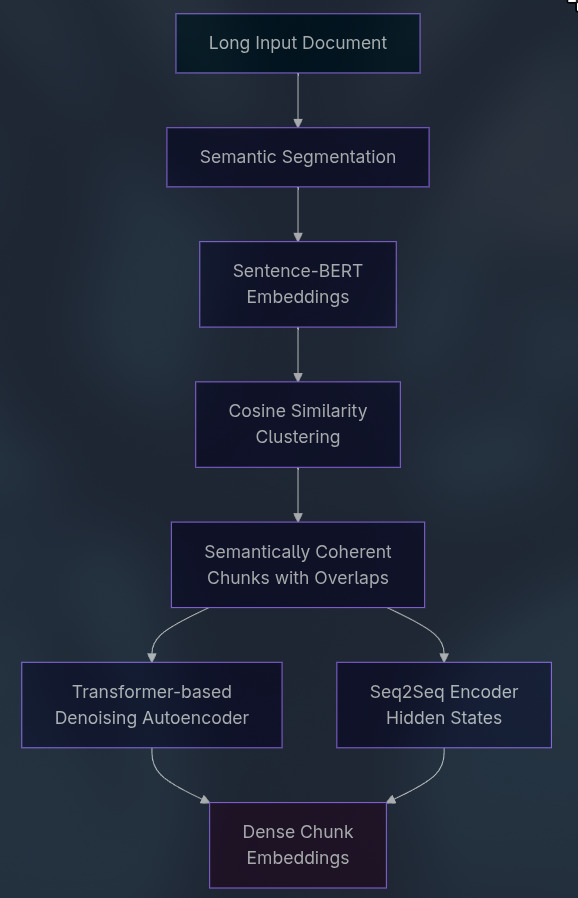 Long Input Document
Semantic Segmentation
Sentence-BERT
Embeddings
Cosine Similarity
Clustering
Semantically Coherent
Chunks with Overlaps
Transformer-based
Denoising Autoencoder
Seq2Seq Encoder
Hidden States
Dense Chunk
Embeddings